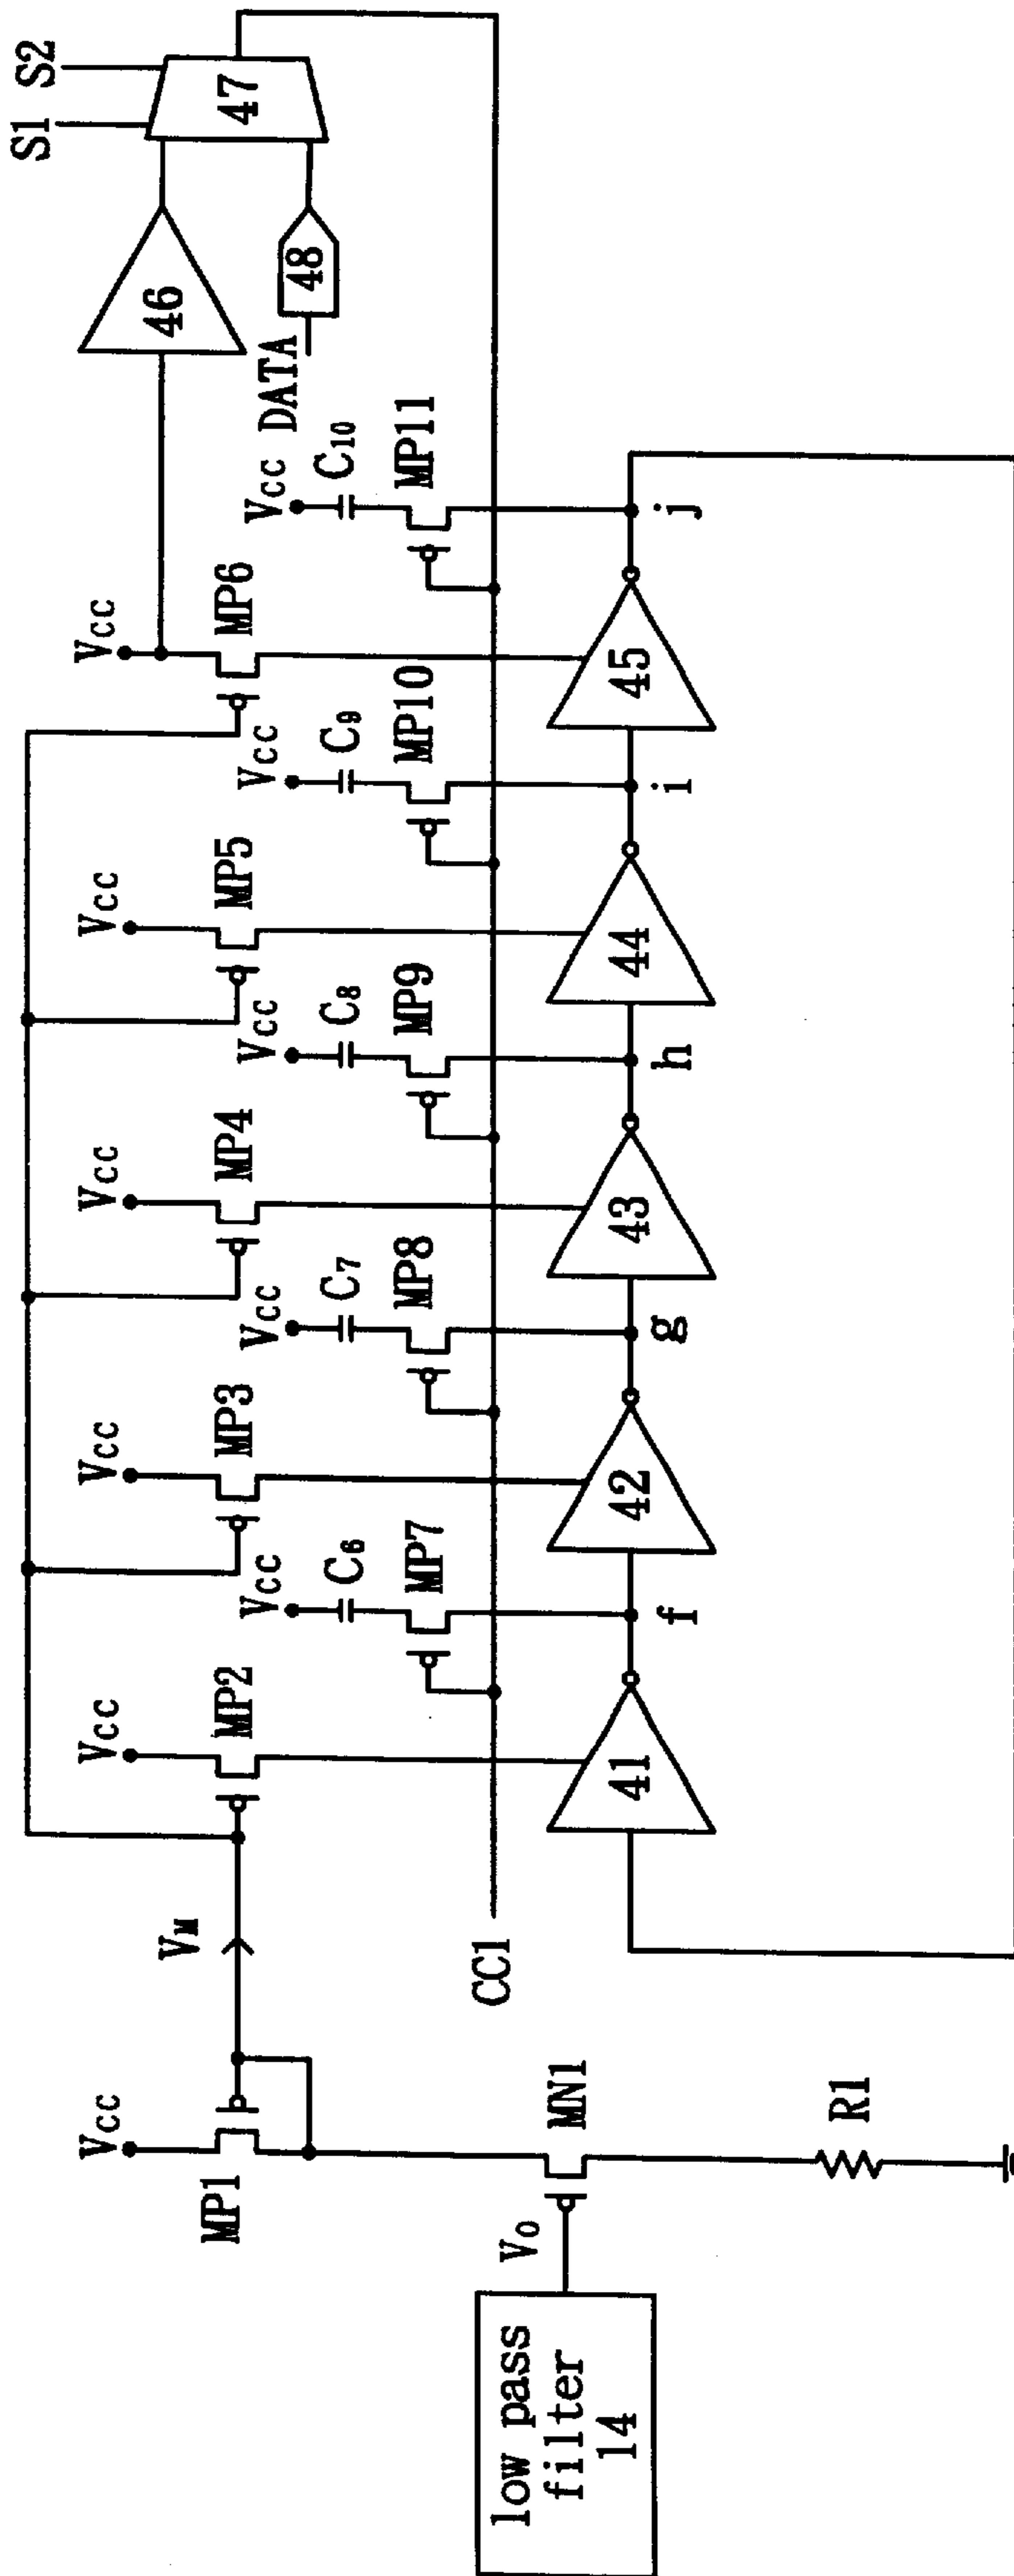 S1 S2
47
46
48
DATA
VCC
MP6
VCC
C10
MP11
VCC
MP5
VCC
C9
MP10
VCC
MP4
VCC
C8
MP9
VCC
MP3
VCC
C7
MP8
VCC
MP2
VCC
C6
MP7
VM
CC1
41
f
42
g
43
h
44
i
45
j
VCC
MP1
MN1
R1
VO
low pass
filter
14